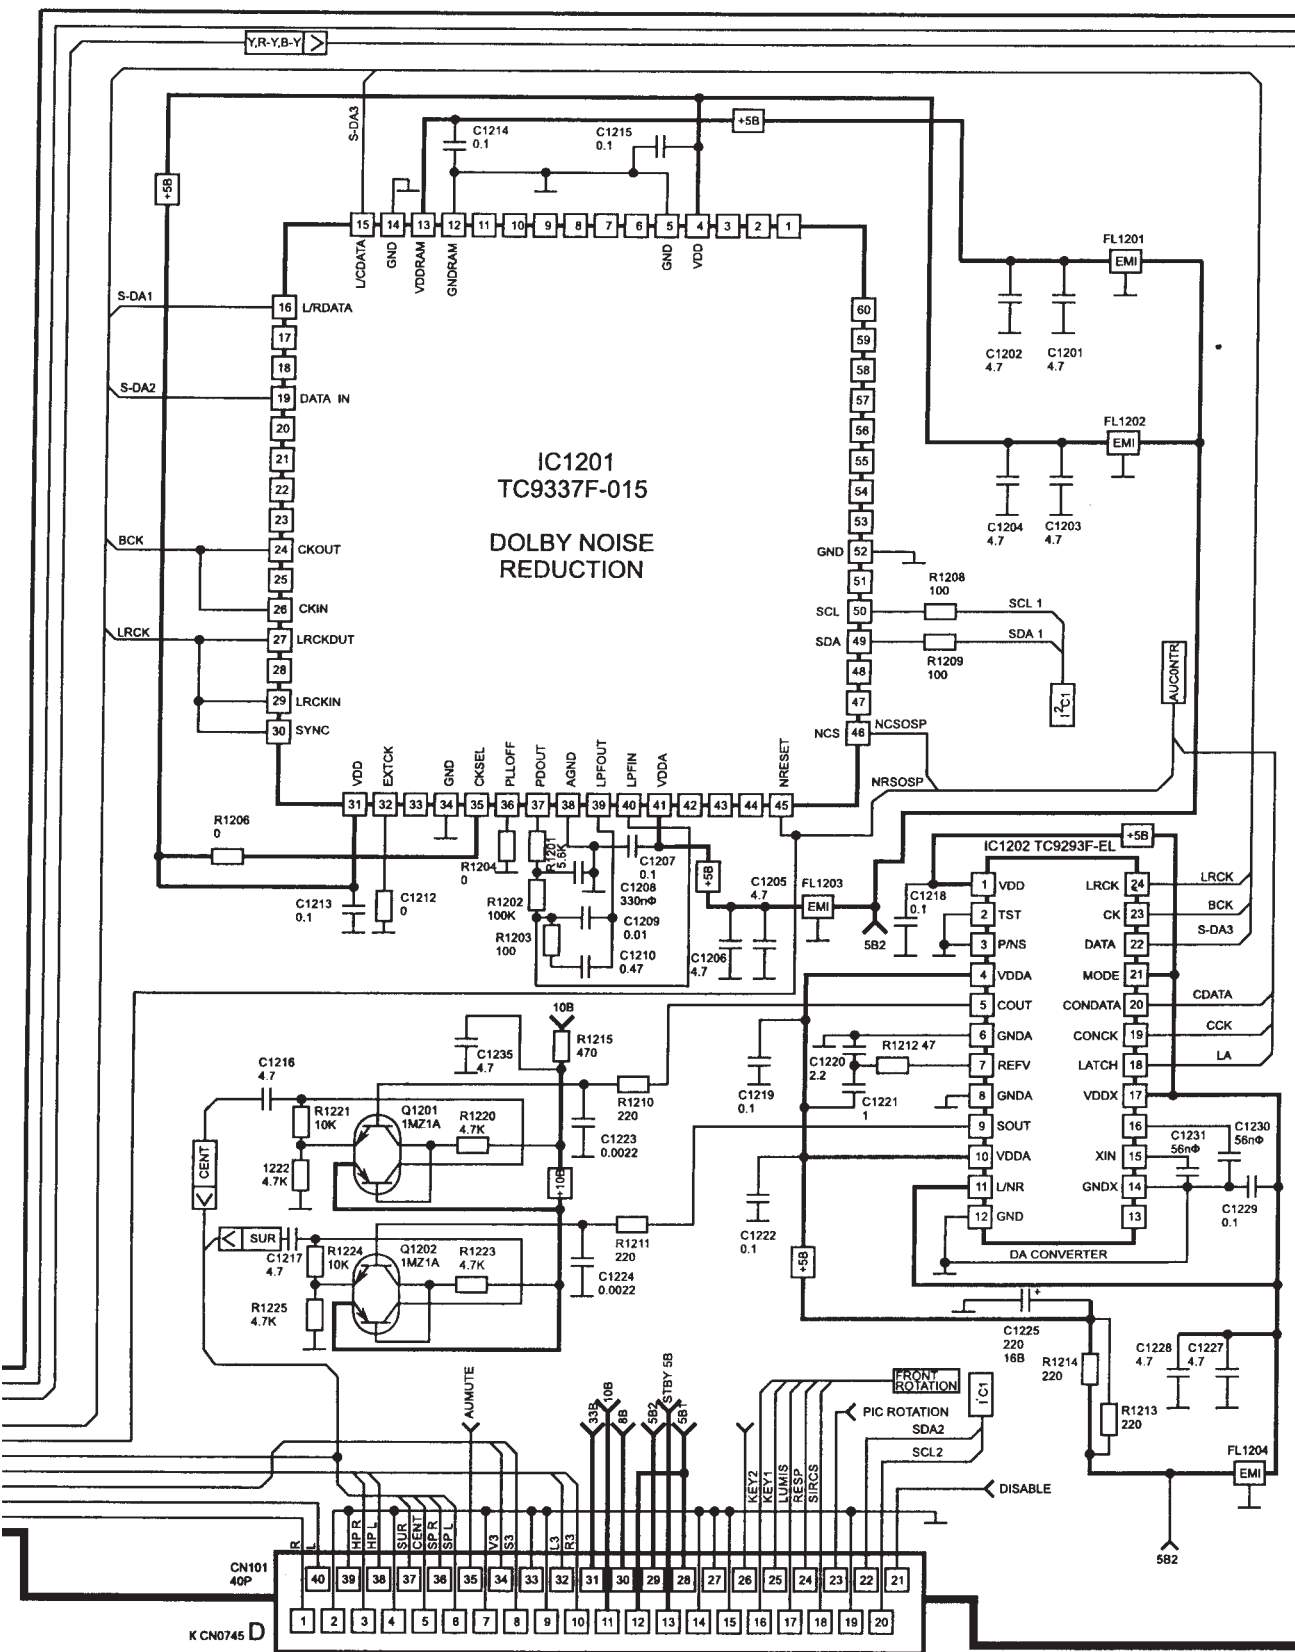 Y,R-Y,B-Y
S-DA3
C1214
0.1
C1215
0.1
+5B
+5B
15 14 13 12 11 10 9 8 7 6 5 4 3 2 1
L/CDATA
GND
VDDRAM
GNDRAM
GND
VDD
FL1201
EMI
C1202
4.7
C1201
4.7
S-DA1
16 L/RDATA
17
18
S-DA2
19 DATA IN
20
21
22
23
BCK
24 CKOUT
25
26 CKIN
LRCK
27 LRCKDUT
28
29 LRCKIN
30 SYNC
IC1201
TC9337F-015
DOLBY NOISE
REDUCTION
60
59
58
57
56
55
54
53
GND 52
51
SCL 50
SDA 49
48
47
NCS 46
FL1202
EMI
C1204
4.7
C1203
4.7
R1208
100
SCL 1
SDA 1
R1209
100
I²C1
AUC0NTR
NCSOSP
NRSOSP
VDD
EXTCK
GND
CKSEL
PLLOFF
PDOUT
AGND
LPFOUT
LPFIN
VDDA
NRESET
31 32 33 34 35 36 37 38 39 40 41 42 43 44 45
R1206
0
C1213
0.1
C1212
0
R1204
0
R1201
5.6K
R1202
100K
R1203
100
C1207
0.1
C1208
330nФ
C1209
0.01
C1210
0.47
+5B
C1205
4.7
C1206
4.7
FL1203
EMI
5B2
C1218
0.1
+5B
IC1202 TC9293F-EL
1 VDD
2 TST
3 P/NS
4 VDDA
5 COUT
6 GNDA
7 REFV
8 GNDA
9 SOUT
10 VDDA
11 L/NR
12 GND
LRCK 24
CK 23
DATA 22
MODE 21
CONDATA 20
CONCK 19
LATCH 18
VDDX 17
16
XIN 15
GNDX 14
13
LRCK
BCK
S-DA3
CDATA
CCK
LA
DA CONVERTER
C1231
56nФ
C1230
56nФ
C1229
0.1
10B
R1215
470
C1235
4.7
C1216
4.7
R1221
10K
Q1201
1MZ1A
R1220
4.7K
1222
4.7K
R1210
220
C1223
0.0022
C1219
0.1
C1220
2.2
R1212 47
C1221
1
CENT
+10B
SUR
C1217
4.7
R1224
10K
Q1202
1MZ1A
R1223
4.7K
R1225
4.7K
R1211
220
C1224
0.0022
C1222
0.1
+5B
C1225
220
16B
+
R1214
220
R1213
220
C1228
4.7
C1227
4.7
FL1204
EMI
5B2
AUMUTE
33B
10B
8B
5B2
STBY 5B
5B1
FRONT
ROTATION
I²C1
PIC ROTATION
SDA2
SCL2
DISABLE
KEY2
KEY1
LUMIS
RESP
SIRCS
R
L
HP R
HP L
SUR
CENT
SP R
SP L
V3
S3
L3
R3
CN101
40P
40 39 38 37 36 35 34 33 32 31 30 29 28 27 26 25 24 23 22 21
1 2 3 4 5 6 7 8 9 10 11 12 13 14 15 16 17 18 19 20
K CN0745 D